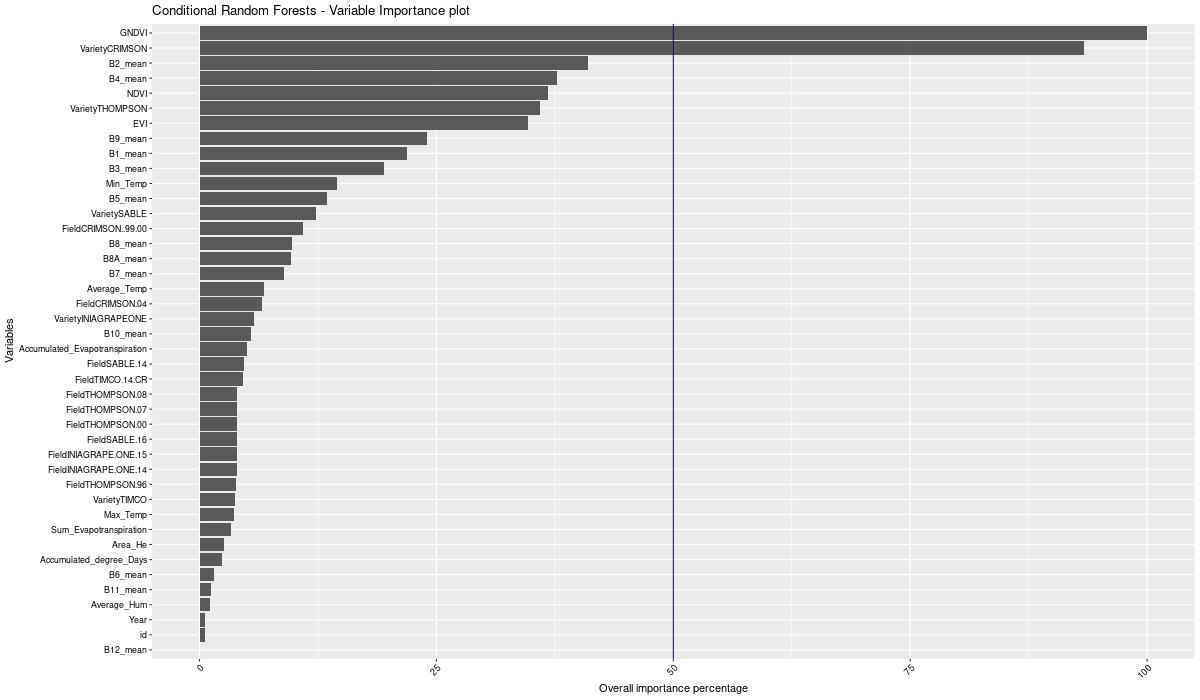 Conditional Random Forests - Variable Importance plot
Variables
GNDVI
VarietyCRIMSON
B2_mean
B4_mean
NDVI
VarietyTHOMPSON
EVI
B9_mean
B1_mean
B3_mean
Min_Temp
B5_mean
VarietySABLE
FieldCRIMSON.99.00
B8_mean
B8A_mean
B7_mean
Average_Temp
FieldCRIMSON.04
VarietyINIAGRAPEONE
B10_mean
Accumulated_Evapotranspiration
FieldSABLE.14
FieldTIMCO.14.CR
FieldTHOMPSON.08
FieldTHOMPSON.07
FieldTHOMPSON.00
FieldSABLE.16
FieldINIAGRAPE.ONE.15
FieldINIAGRAPE.ONE.14
FieldTHOMPSON.96
VarietyTIMCO
Max_Temp
Sum_Evapotranspiration
Area_He
Accumulated_degree_Days
B6_mean
B11_mean
Average_Hum
Year
id
B12_mean
0 25 50 75 100
Overall importance percentage